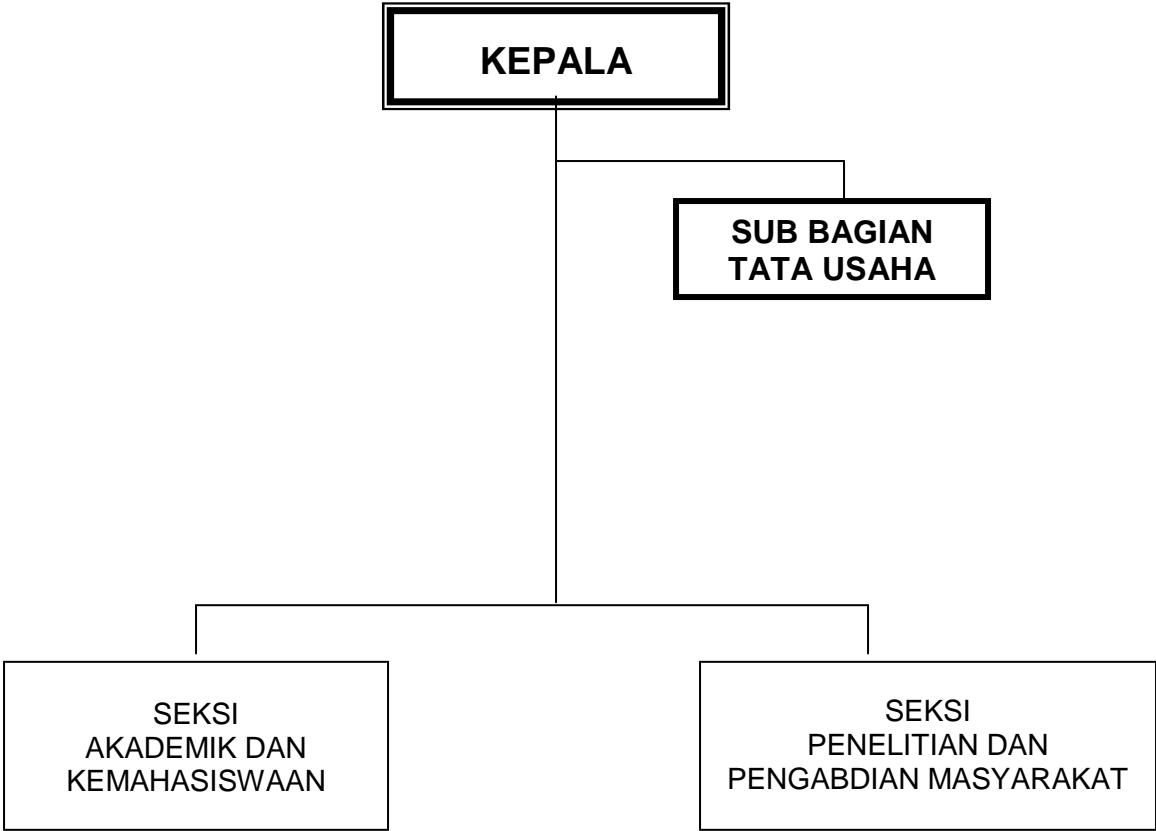 KEPALA
SUB BAGIAN
TATA USAHA
SEKSI
AKADEMIK DAN
KEMAHASISWAAN
SEKSI
PENELITIAN DAN
PENGABDIAN MASYARAKAT